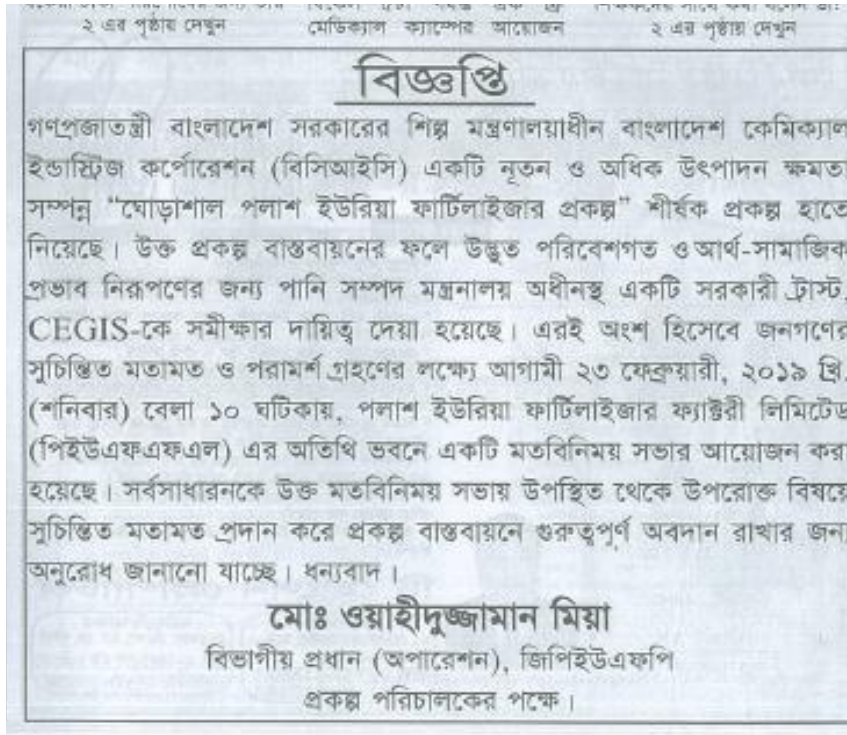 ২ এর পৃষ্ঠায় দেখুন
মেডিক্যাল ক্যাম্পের আয়োজন
২ এর পৃষ্ঠায় দেখুন
বিজ্ঞপ্তি
গণপ্রজাতন্ত্রী বাংলাদেশ সরকারের শিল্প মন্ত্রণালয়াধীন বাংলাদেশ কেমিক্যাল
ইন্ডাস্ট্রিজ কর্পোরেশন (বিসিআইসি) একটি নূতন ও অধিক উৎপাদন ক্ষমতা
সম্পন্ন “ঘোড়াশাল পলাশ ইউরিয়া ফার্টিলাইজার প্রকল্প” শীর্ষক প্রকল্প হাতে
নিয়েছে। উক্ত প্রকল্প বাস্তবায়নের ফলে উদ্ভুত পরিবেশগত ও আর্থ-সামাজিক
প্রভাব নিরূপণের জন্য পানি সম্পদ মন্ত্রনালয় অধীনস্থ একটি সরকারী ট্রাস্ট,
CEGIS-কে সমীক্ষার দায়িত্ব দেয়া হয়েছে। এরই অংশ হিসেবে জনগণের
সুচিন্তিত মতামত ও পরামর্শ গ্রহণের লক্ষ্যে আগামী ২৩ ফেব্রুয়ারী, ২০১৯ খ্রি.
(শনিবার) বেলা ১০ ঘটিকায়, পলাশ ইউরিয়া ফার্টিলাইজার ফ্যাক্টরী লিমিটেড
(পিইউএফএফএল) এর অতিথি ভবনে একটি মতবিনিময় সভার আয়োজন করা
হয়েছে। সর্বসাধারনকে উক্ত মতবিনিময় সভায় উপস্থিত থেকে উপরোক্ত বিষয়ে
সুচিন্তিত মতামত প্রদান করে প্রকল্প বাস্তবায়নে গুরুত্বপুর্ণ অবদান রাখার জন্য
অনুরোধ জানানো যাচ্ছে। ধন্যবাদ।
মোঃ ওয়াহীদুজ্জামান মিয়া
বিভাগীয় প্রধান (অপারেশন), জিপিইউএফপি
প্রকল্প পরিচালকের পক্ষে।